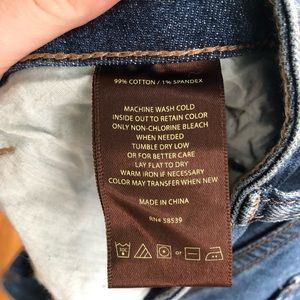 99% COTTON / 1% SPANDEX
MACHINE WASH COLD
INSIDE OUT TO RETAIN COLOR
ONLY NON-CHLORINE BLEACH
WHEN NEEDED
TUMBLE DRY LOW
OR FOR BETTER CARE
LAY FLAT TO DRY
WARM IRON IF NECESSARY
COLOR MAY TRANSFER WHEN NEW
MADE IN CHINA
RN# 58539
or